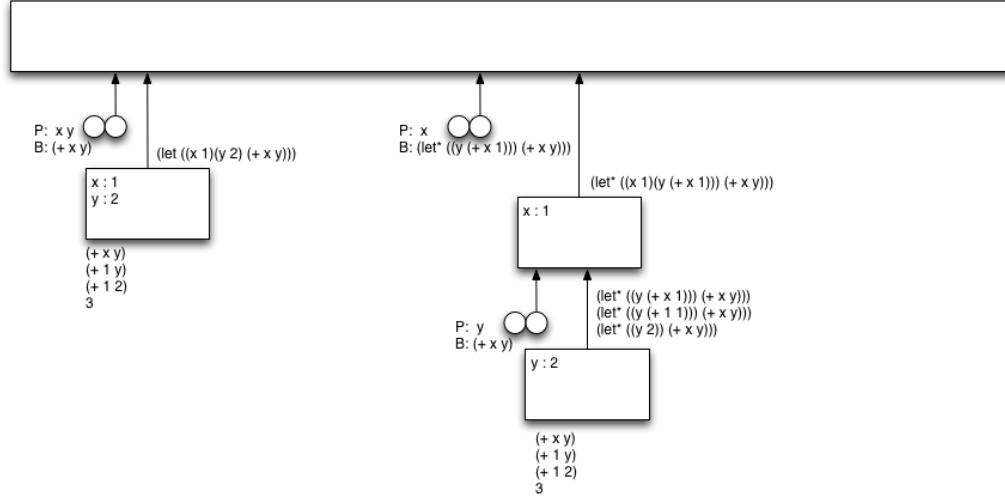 P: x y
B: (+ x y)
(let ((x 1)(y 2) (+ x y)))
x : 1
y : 2
(+ x y)
(+ 1 y)
(+ 1 2)
3
P: x
B: (let* ((y (+ x 1))) (+ x y)))
(let* ((x 1)(y (+ x 1))) (+ x y)))
x : 1
(let* ((y (+ x 1))) (+ x y)))
(let* ((y (+ 1 1))) (+ x y)))
(let* ((y 2)) (+ x y)))
P: y
B: (+ x y)
y : 2
(+ x y)
(+ 1 y)
(+ 1 2)
3